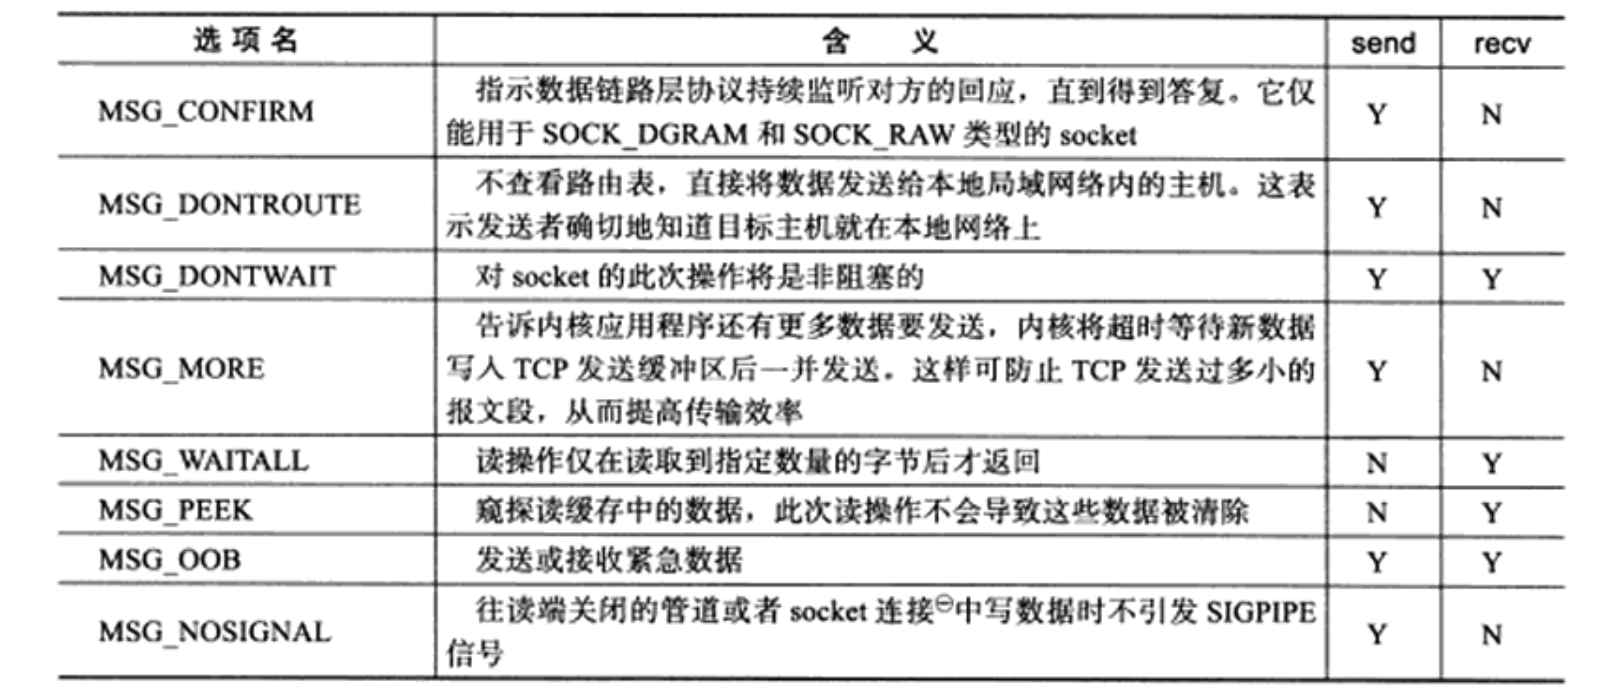 选项名 含 义 send recv
MSG_CONFIRM 指示数据链路层协议持续监听对方的回应，直到得到答复。它仅
能用于 SOCK_DGRAM 和 SOCK_RAW 类型的 socket Y N
MSG_DONTROUTE 不查看路由表，直接将数据发送给本地局域网络内的主机。这表
示发送者确切地知道目标主机就在本地网络上 Y N
MSG_DONTWAIT 对 socket 的此次操作将是非阻塞的 Y Y
告诉内核应用程序还有更多数据要发送，内核将超时等待新数据
MSG_MORE 写入 TCP 发送缓冲区后一并发送。这样可防止 TCP 发送过多小的 Y N
报文段，从而提高传输效率
MSG_WAITALL 读操作仅在读取到指定数量的字节后才返回 N Y
MSG_PEEK 窥探读缓存中的数据，此次读操作不会导致这些数据被清除 N Y
MSG_OOB 发送或接收紧急数据 Y Y
MSG_NOSIGNAL 往读端关闭的管道或者 socket 连接㊀中写数据时不引发 SIGPIPE
信号 Y N